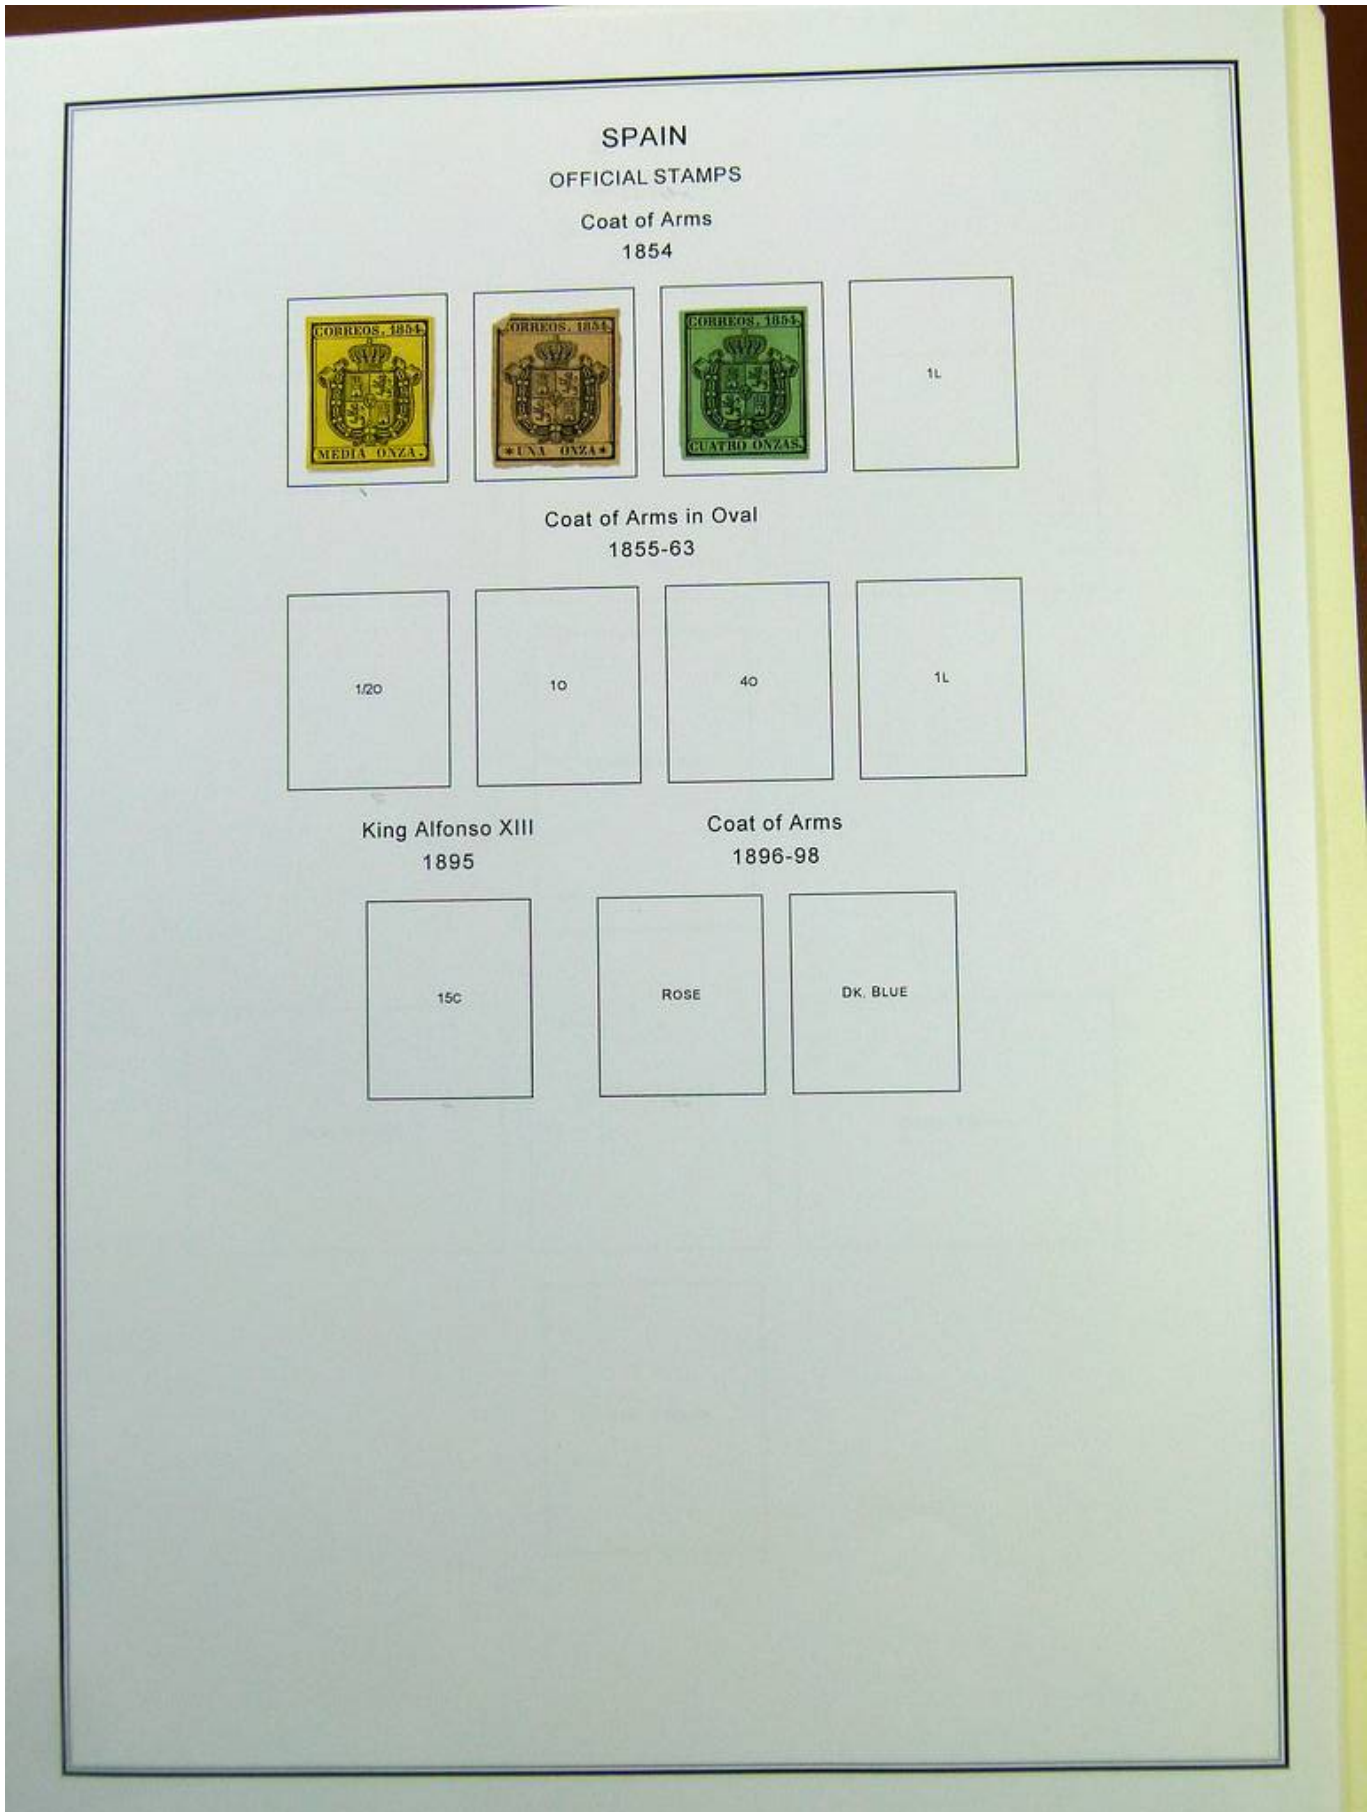 SPAIN
OFFICIAL STAMPS
Coat of Arms
1854
CORREOS. 1854.
MEDIA ONZA.
ORREOS. 1854.
*UNA ONZA*
CORREOS. 1854.
CUATRO ONZAS.
1L
Coat of Arms in Oval
1855-63
1/2O
1O
4O
1L
King Alfonso XIII
1895
Coat of Arms
1896-98
15C
ROSE
DK. BLUE